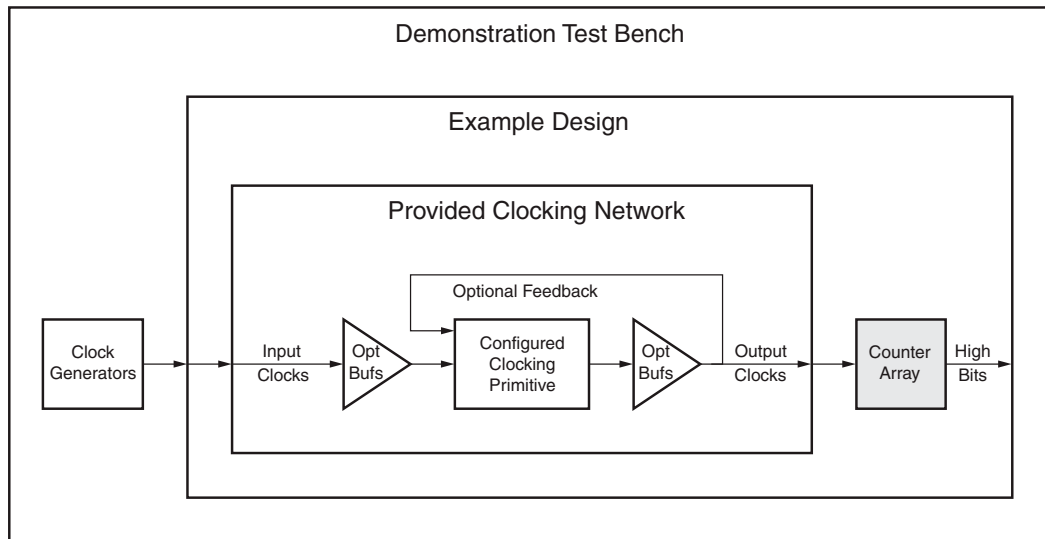 Demonstration Test Bench
Example Design
Provided Clocking Network
Optional Feedback
Clock
Generators
Input
Clocks
Opt
Bufs
Configured
Clocking
Primitive
Opt
Bufs
Output
Clocks
Counter
Array
High
Bits